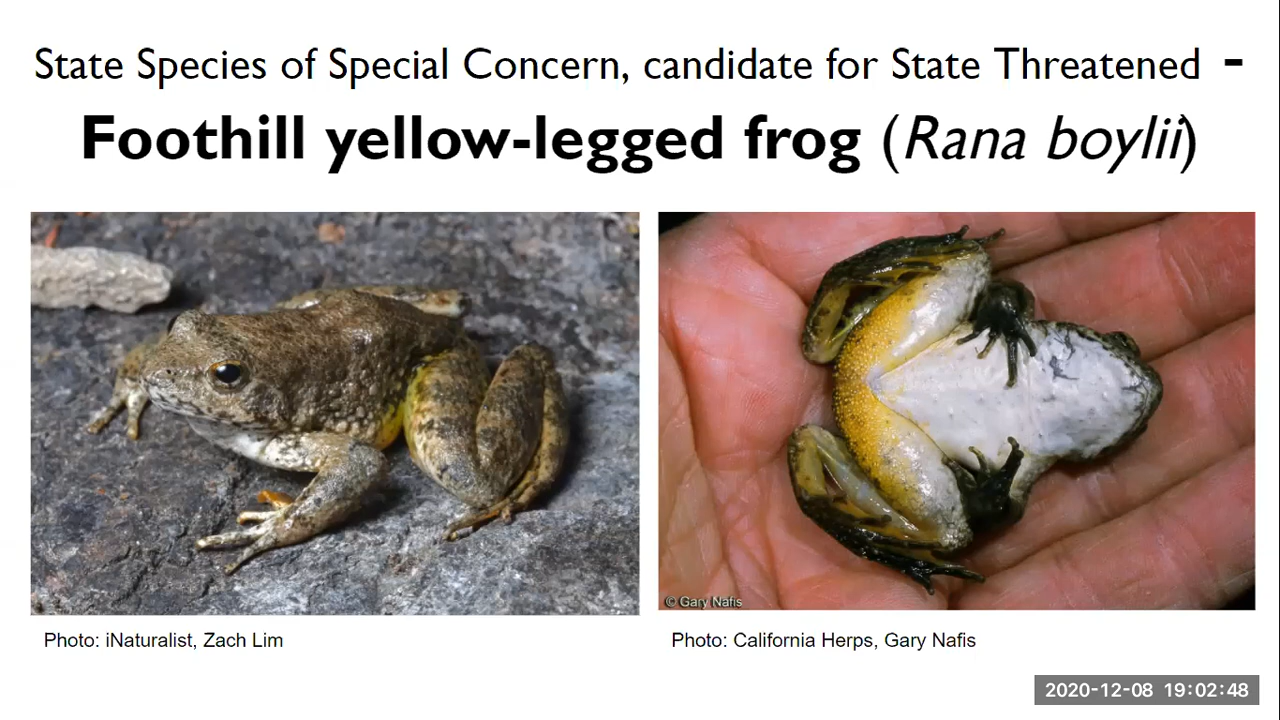 State Species of Special Concern, candidate for State Threatened -
Foothill yellow-legged frog (Rana boylii)
© Gary Nafis
Photo: iNaturalist, Zach Lim
Photo: California Herps, Gary Nafis
2020-12-08 19:02:48